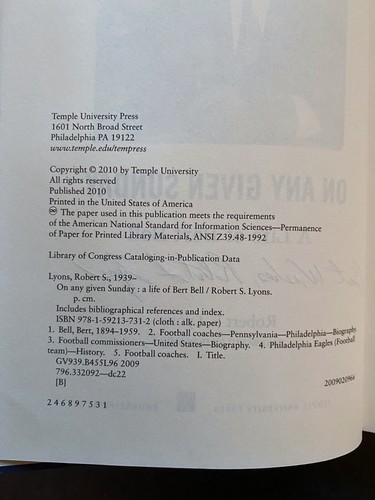 Temple University Press
1601 North Broad Street
Philadelphia PA 19122
www.temple.edu/tempress
Copyright © 2010 by Temple University
All rights reserved
Published 2010
Printed in the United States of America
♾ The paper used in this publication meets the requirements
of the American National Standard for Information Sciences—Permanence
of Paper for Printed Library Materials, ANSI Z39.48-1992
Library of Congress Cataloging-in-Publication Data
Lyons, Robert S., 1939–
On any given Sunday : a life of Bert Bell / Robert S. Lyons.
p. cm.
Includes bibliographical references and index.
ISBN 978-1-59213-731-2 (cloth : alk. paper)
1. Bell, Bert, 1894–1959. 2. Football coaches—Pennsylvania—Philadelphia—Biography
3. Football commissioners—United States—Biography. 4. Philadelphia Eagles (Football
team)—History. 5. Football coaches. I. Title.
GV939.B455L96 2009
796.332092—dc22
[B]
2009020964
2 4 6 8 9 7 5 3 1